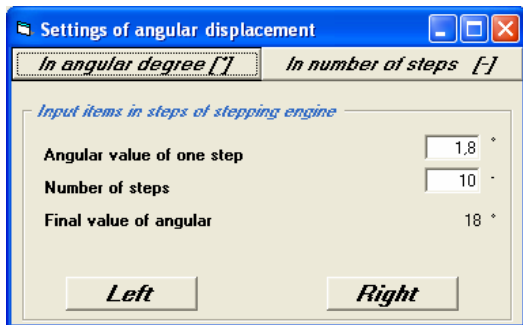 Settings of angular displacement
In angular degree [°] In number of steps [-]
Input items in steps of stepping engine
Angular value of one step 1,8 °
Number of steps 10 -
Final value of angular 18 °
Left Right